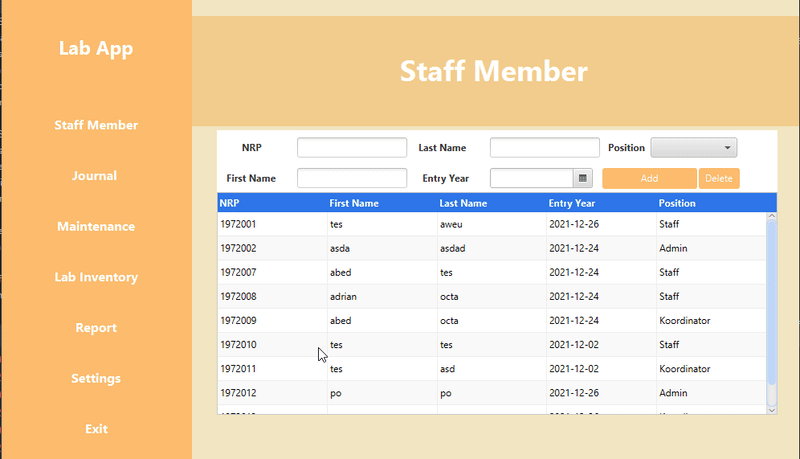 Lab App
Staff Member
Journal
Maintenance
Lab Inventory
Report
Settings
Exit
Staff Member
NRP Last Name Position
First Name Entry Year Add Delete
NRP First Name Last Name Entry Year Position
1972001 tes aweu 2021-12-26 Staff
1972002 asda asdad 2021-12-24 Admin
1972007 abed tes 2021-12-24 Staff
1972008 adrian octa 2021-12-24 Staff
1972009 abed octa 2021-12-24 Koordinator
1972010 tes tes 2021-12-02 Staff
1972011 tes asd 2021-12-02 Koordinator
1972012 po po 2021-12-26 Admin